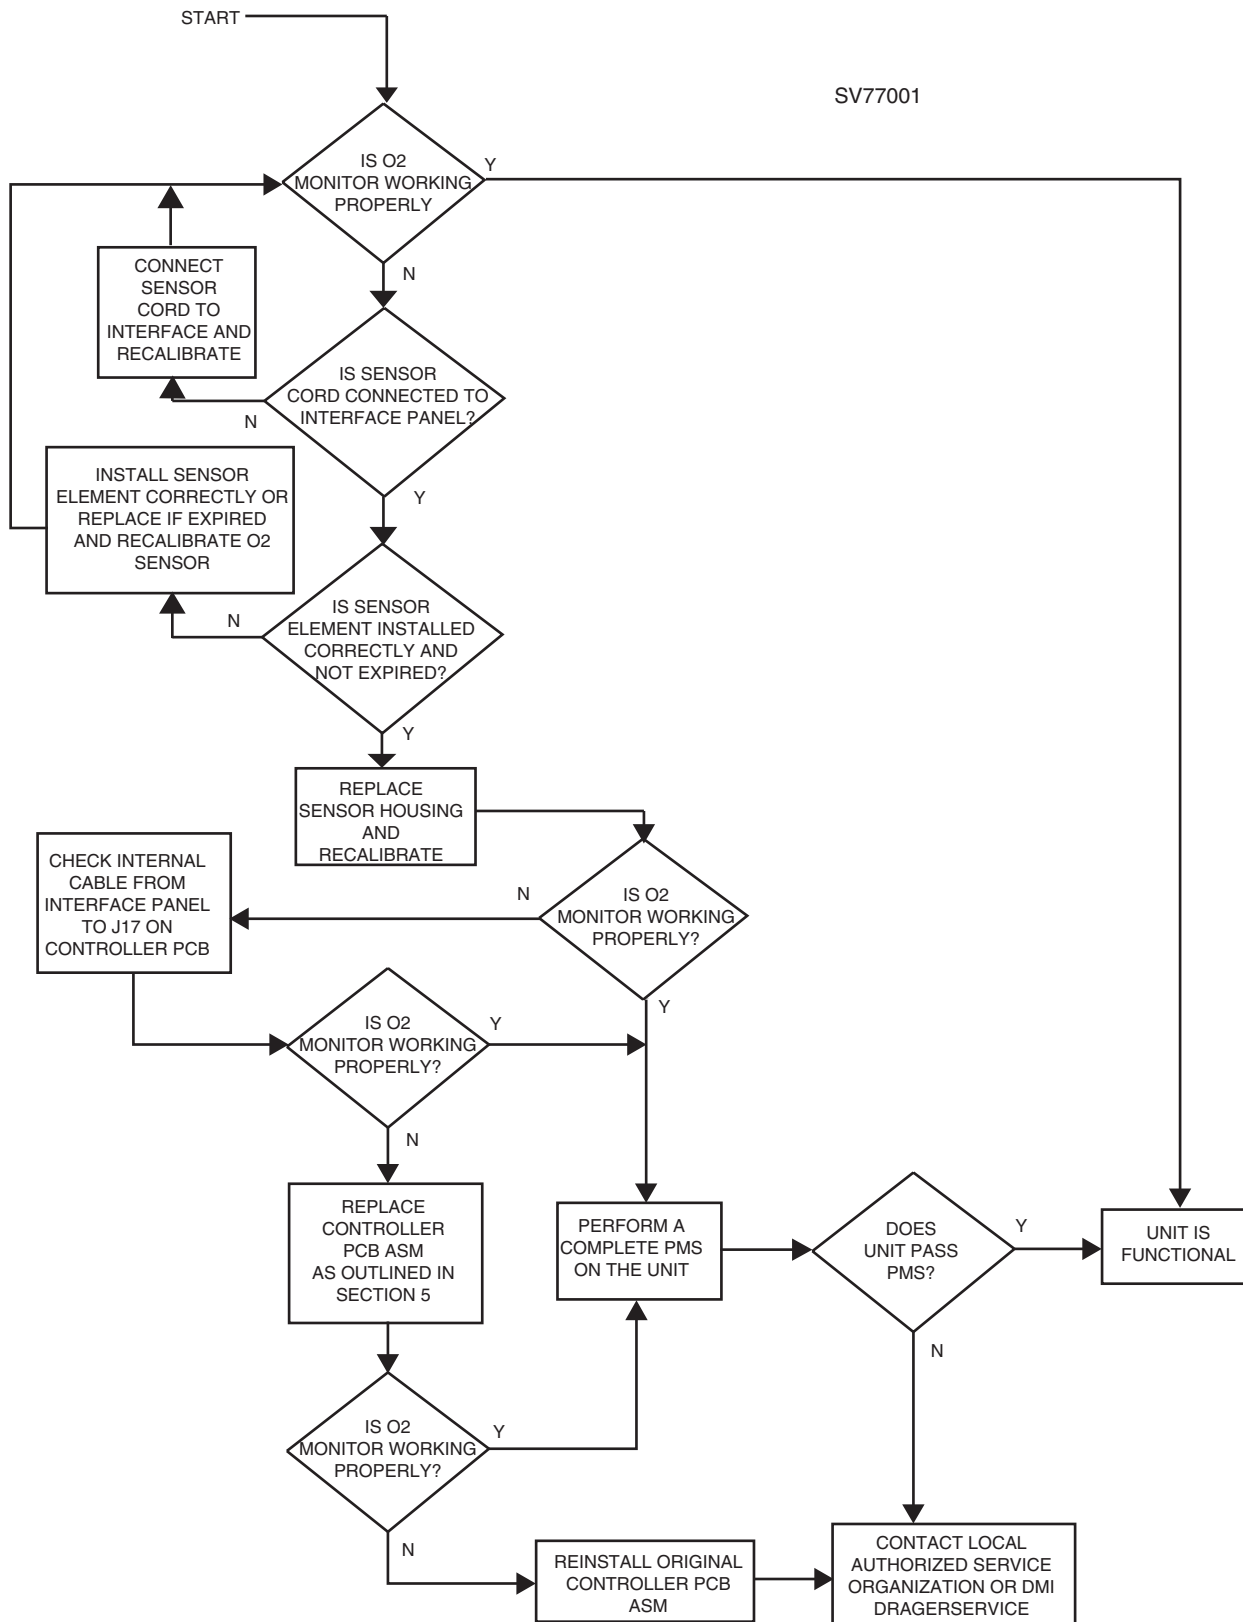 START
SV77001
IS O2
MONITOR WORKING
PROPERLY
Y
N
CONNECT
SENSOR
CORD TO
INTERFACE AND
RECALIBRATE
IS SENSOR
CORD CONNECTED TO
INTERFACE PANEL?
N
Y
INSTALL SENSOR
ELEMENT CORRECTLY OR
REPLACE IF EXPIRED
AND RECALIBRATE O2
SENSOR
IS SENSOR
ELEMENT INSTALLED
CORRECTLY AND
NOT EXPIRED?
N
Y
REPLACE
SENSOR HOUSING
AND
RECALIBRATE
IS O2
MONITOR WORKING
PROPERLY?
N
Y
CHECK INTERNAL
CABLE FROM
INTERFACE PANEL
TO J17 ON
CONTROLLER PCB
IS O2
MONITOR WORKING
PROPERLY?
Y
N
REPLACE
CONTROLLER
PCB ASM
AS OUTLINED IN
SECTION 5
PERFORM A
COMPLETE PMS
ON THE UNIT
DOES
UNIT PASS
PMS?
Y
N
UNIT IS
FUNCTIONAL
IS O2
MONITOR WORKING
PROPERLY?
Y
N
REINSTALL ORIGINAL
CONTROLLER PCB
ASM
CONTACT LOCAL
AUTHORIZED SERVICE
ORGANIZATION OR DMI
DRAGERSERVICE